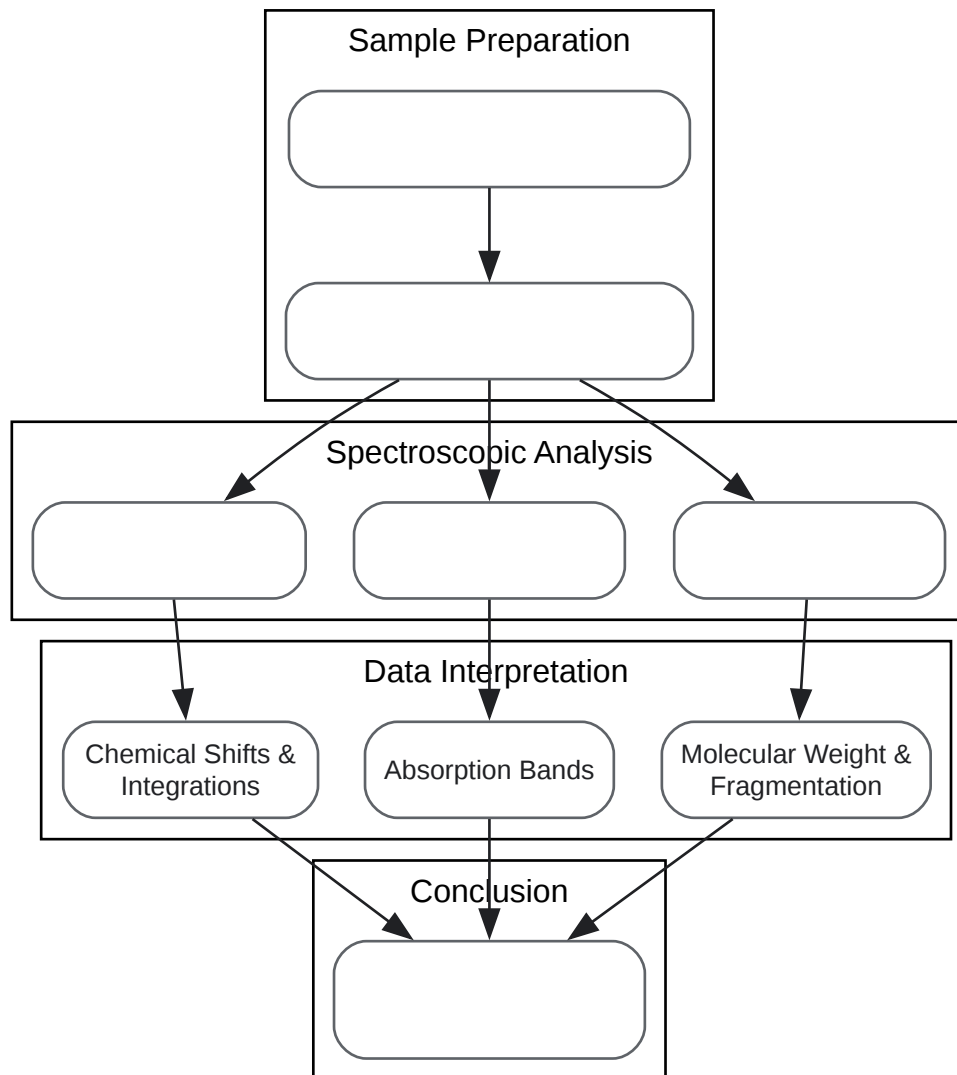 Sample Preparation
Spectroscopic Analysis
Data Interpretation
Chemical Shifts &
Integrations
Absorption Bands
Molecular Weight &
Fragmentation
Conclusion